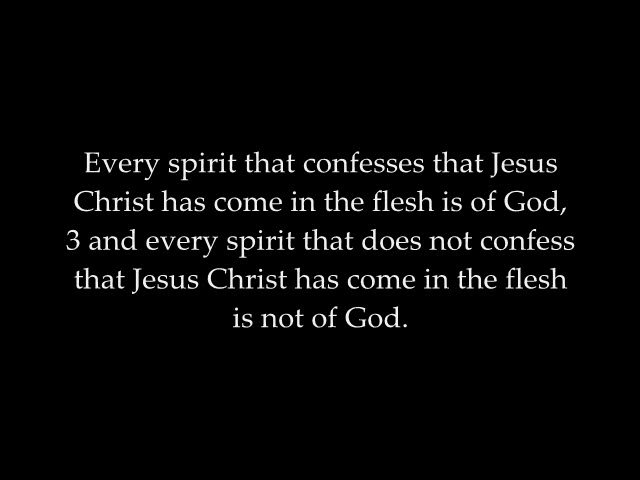 Every spirit that confesses that Jesus
Christ has come in the flesh is of God,
3 and every spirit that does not confess
that Jesus Christ has come in the flesh
is not of God.